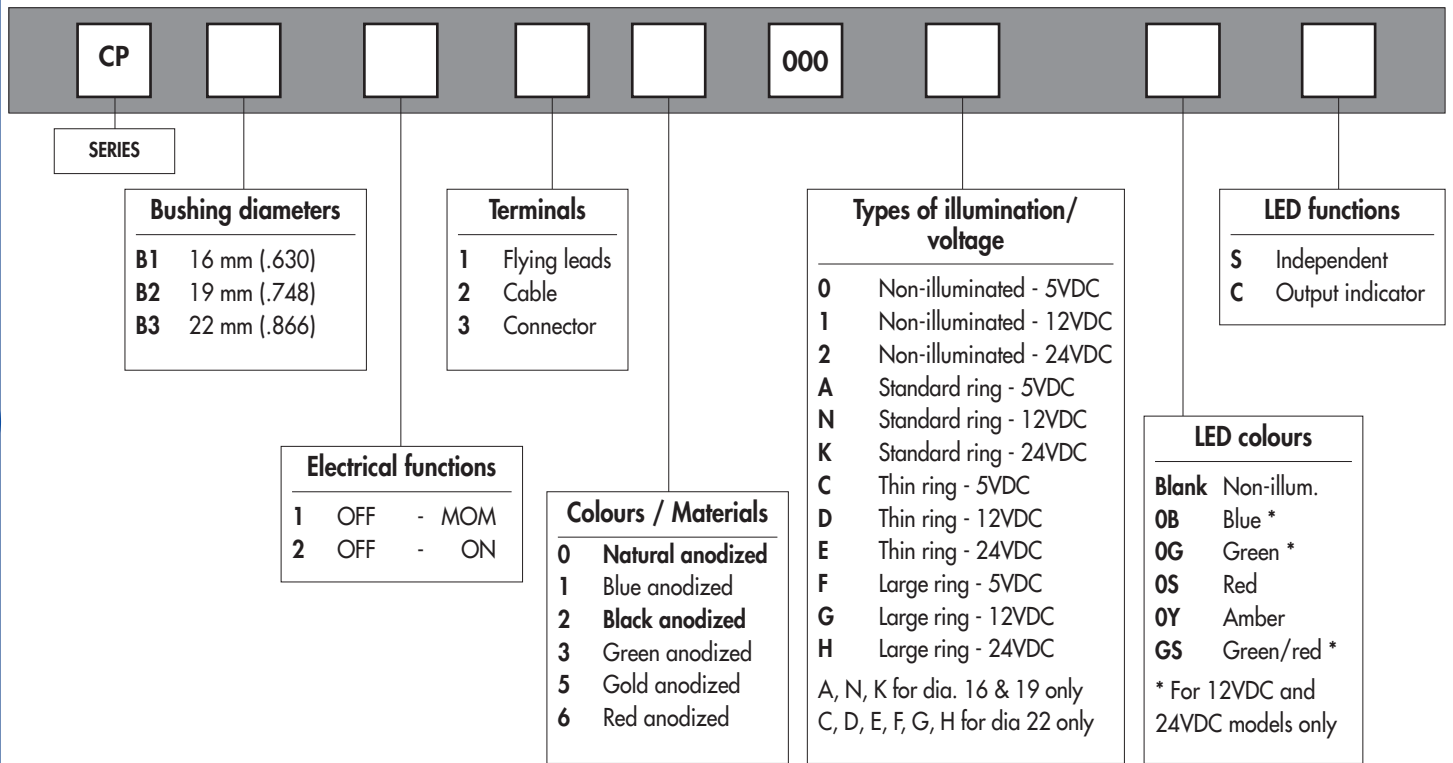 CP 000
SERIES
Bushing diameters
B1 16 mm (.630)
B2 19 mm (.748)
B3 22 mm (.866)
Electrical functions
1 OFF - MOM
2 OFF - ON
Terminals
1 Flying leads
2 Cable
3 Connector
Colours / Materials
0 Natural anodized
1 Blue anodized
2 Black anodized
3 Green anodized
5 Gold anodized
6 Red anodized
Types of illumination/
voltage
0 Non-illuminated - 5VDC
1 Non-illuminated - 12VDC
2 Non-illuminated - 24VDC
A Standard ring - 5VDC
N Standard ring - 12VDC
K Standard ring - 24VDC
C Thin ring - 5VDC
D Thin ring - 12VDC
E Thin ring - 24VDC
F Large ring - 5VDC
G Large ring - 12VDC
H Large ring - 24VDC
A, N, K for dia. 16 & 19 only
C, D, E, F, G, H for dia 22 only
LED colours
Blank Non-illum.
0B Blue *
0G Green *
0S Red
0Y Amber
GS Green/red *
* For 12VDC and
24VDC models only
LED functions
S Independent
C Output indicator